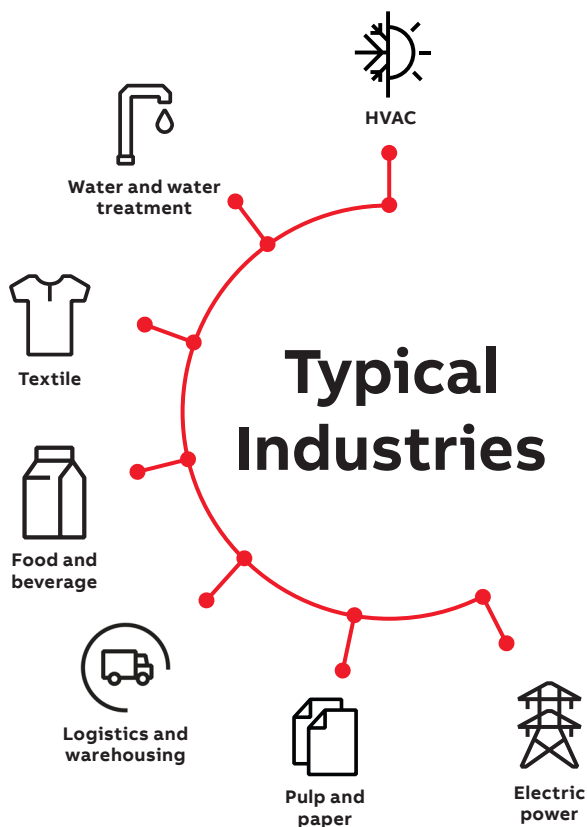 HVAC
Water and water
treatment
Textile
Typical
Industries
Food and
beverage
Logistics and
warehousing
Pulp and
paper
Electric
power